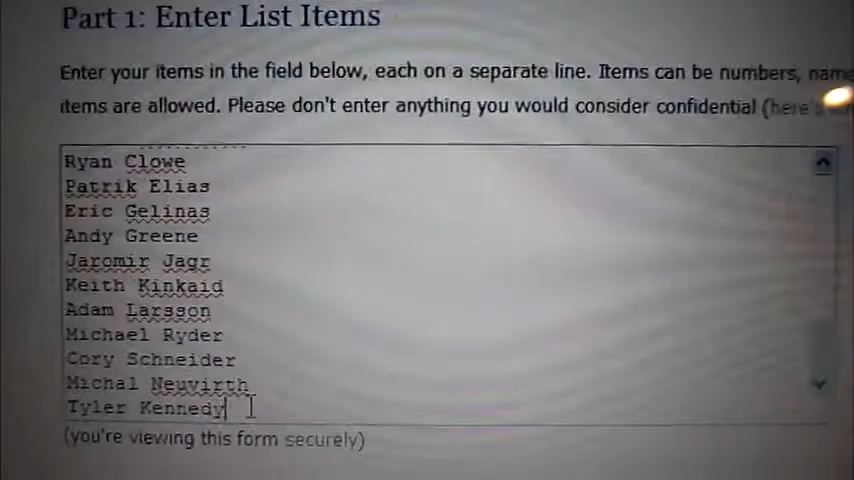 Part 1: Enter List Items
Enter your items in the field below, each on a separate line. Items can be numbers, name
items are allowed. Please don't enter anything you would consider confidential (here's
Ryan Clowe
Patrik Elias
Eric Gelinas
Andy Greene
Jaromir Jagr
Keith Kinkaid
Adam Larsson
Michael Ryder
Cory Schneider
Michal Neuvirth
Tyler Kennedy
(you're viewing this form securely)